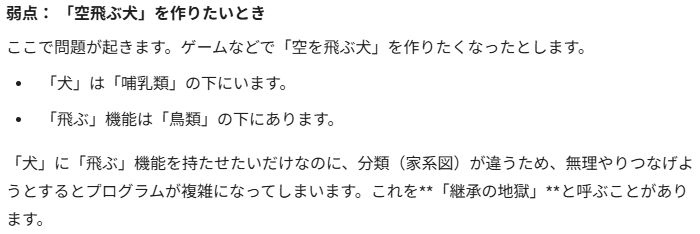 弱点：「空飛ぶ犬」を作りたいとき
ここで問題が起きます。ゲームなどで「空を飛ぶ犬」を作りたくなったとします。
• 「犬」は「哺乳類」の下にいます。
• 「飛ぶ」機能は「鳥類」の下にあります。
「犬」に「飛ぶ」機能を持たせたいだけなのに、分類（家系図）が違うため、無理やりつなげよ
うとするとプログラムが複雑になってしまいます。これを**「継承の地獄」**と呼ぶことがあり
ます。